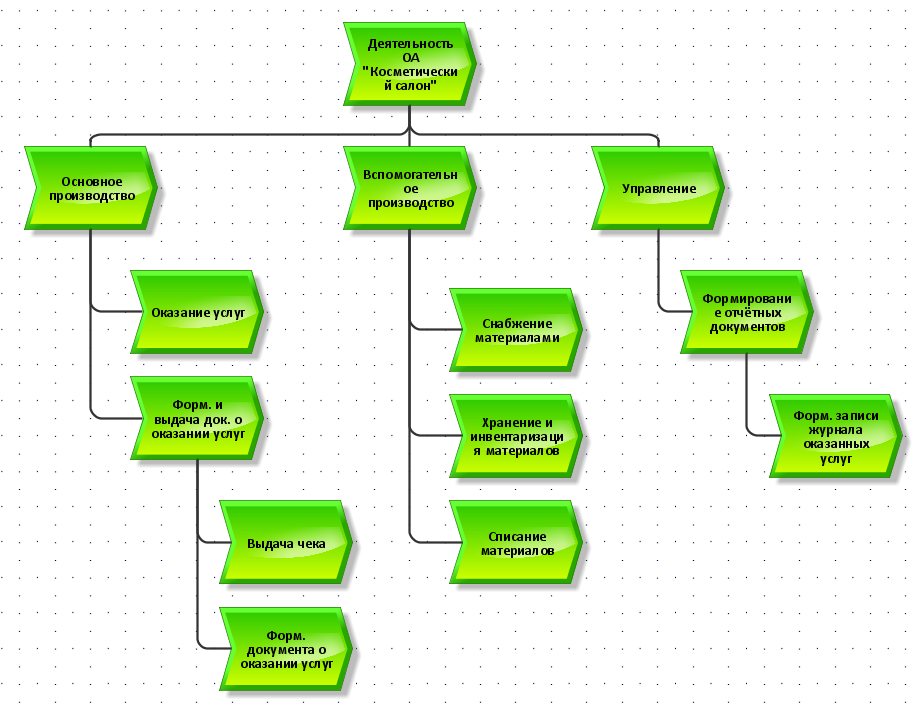 Деятельность
ОА
"Косметически
й салон"
Основное
производство
Вспомогательн
ое
производство
Управление
Оказание услуг
Форм. и
выдача док. о
оказании услуг
Выдача чека
Форм.
документа о
оказании услуг
Снабжение
материалами
Хранение и
инвентаризаци
я материалов
Списание
материалов
Формировани
е отчётных
документов
Форм. записи
журнала
оказанных
услуг